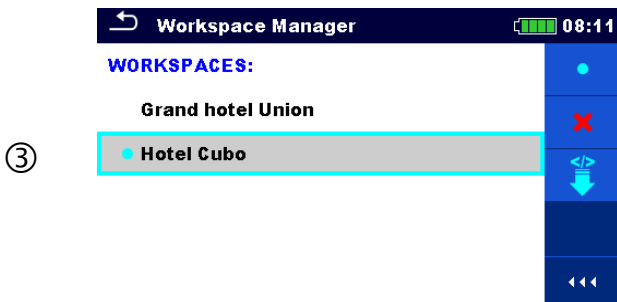 Workspace Manager 08:11
WORKSPACES:
Grand hotel Union
③ Hotel Cubo
</>